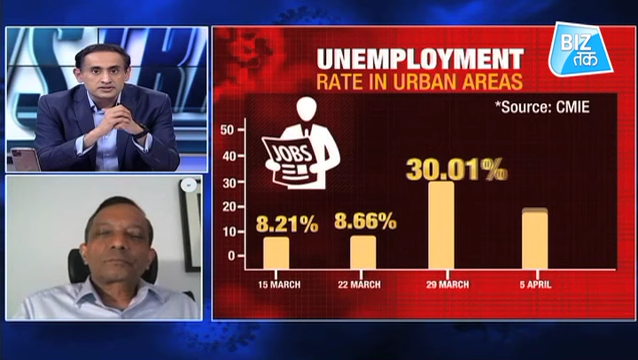 BIZ
तक
UNEMPLOYMENT
RATE IN URBAN AREAS
*Source: CMIE
JOBS
50
40
30
20
10
0
8.21%
8.66%
30.01%
15 MARCH
22 MARCH
29 MARCH
5 APRIL